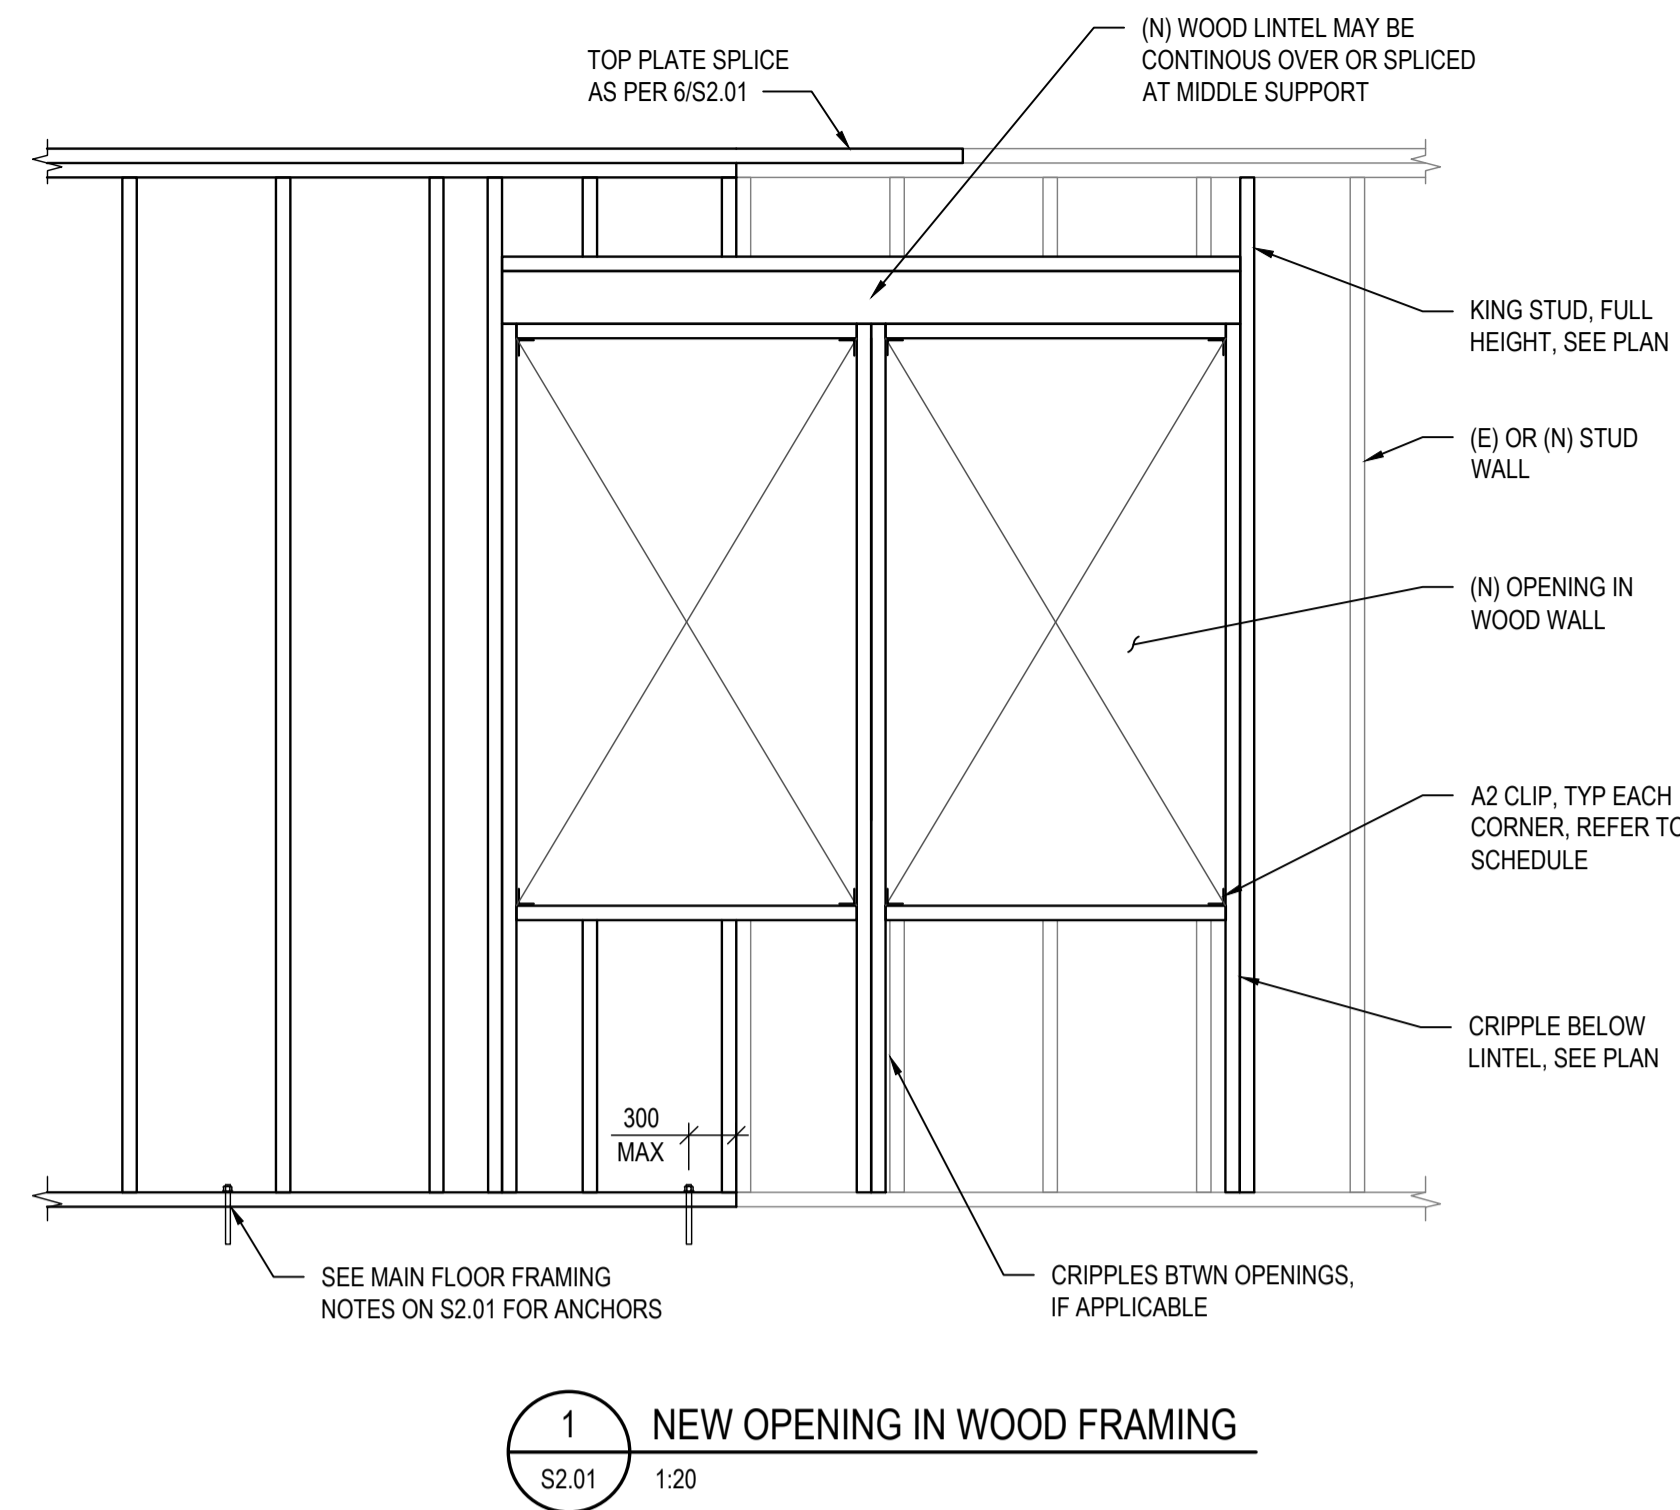 (N) WOOD LINTEL MAY BE
CONTINOUS OVER OR SPLICED
AT MIDDLE SUPPORT
TOP PLATE SPLICE
AS PER 6/S2.01
KING STUD, FULL
HEIGHT, SEE PLAN
(E) OR (N) STUD
WALL
(N) OPENING IN
WOOD WALL
A2 CLIP, TYP EACH
CORNER, REFER TO
SCHEDULE
CRIPPLE BELOW
LINTEL, SEE PLAN
300
MAX
SEE MAIN FLOOR FRAMING
NOTES ON S2.01 FOR ANCHORS
CRIPPLES BTWN OPENINGS,
IF APPLICABLE
1
NEW OPENING IN WOOD FRAMING
S2.01
1:20